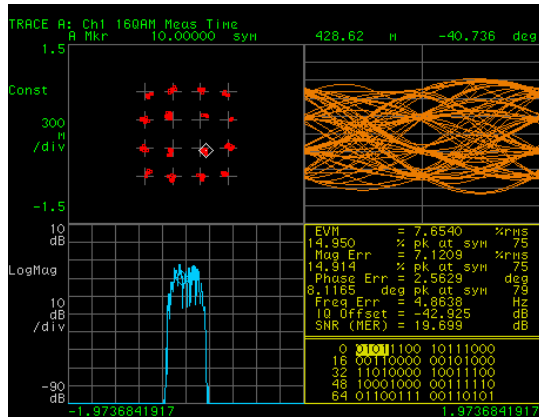 TRACE A: Ch1 16QAM Meas Time
A Mkr 10.00000 sym 428.62 m -40.736 deg
1.5
Const
300
M
/div
-1.5
10
dB
LogMag
10
dB
/div
-90
dB
-1.9736841917 1.9736841917
EVM = 7.6540 %rms
14.950 % pk at sym 75
Mag Err = 7.1209 %rms
14.914 % pk at sym 75
Phase Err = 2.5629 deg
8.1165 deg pk at sym 79
Freq Err = 4.8638 Hz
IQ Offset = -42.925 dB
SNR (MER) = 19.699 dB
0 01011100 10111000
16 00110000 00101000
32 11010000 10011100
48 10001000 00111110
64 01100111 00110101